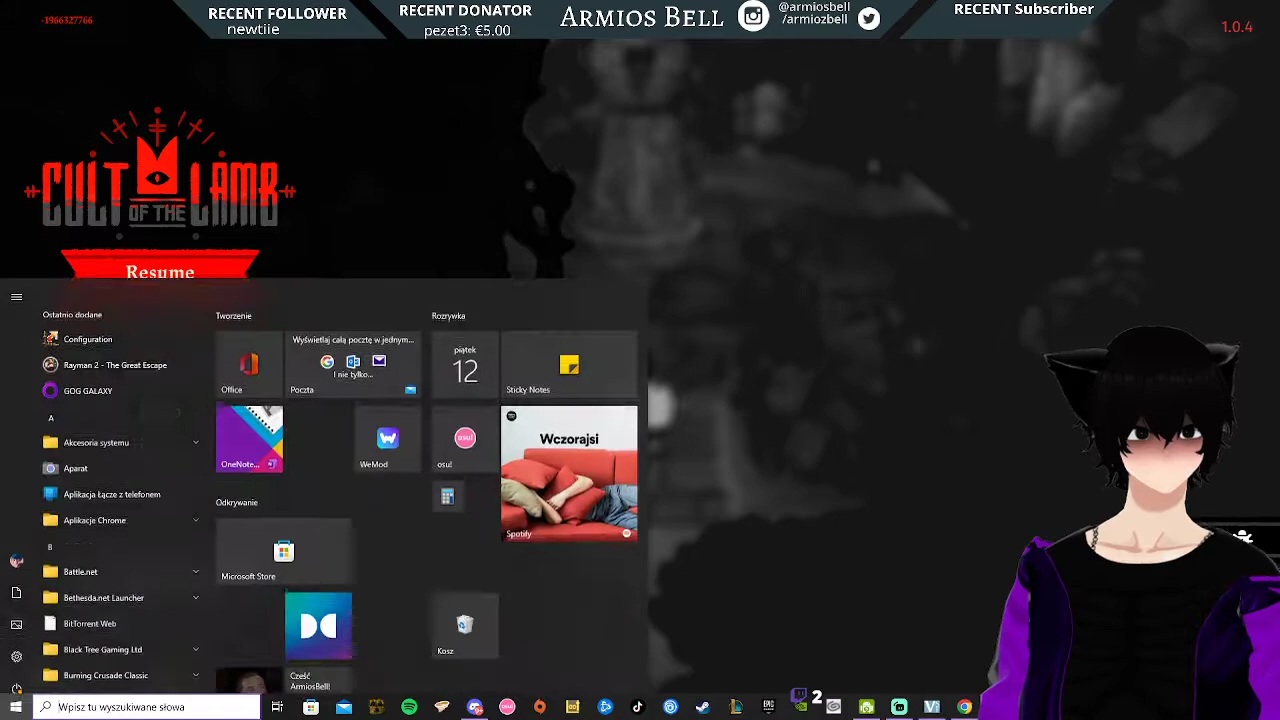 -1966327766
RECENT FOLLOWER
newtiie
RECENT DONATOR
pezet3: €5.00
ARMIOS BELL
@armiosbell
/armiozbell
RECENT Subscriber
1.0.4
CULT OF THE LAMB
Resume
Ostatnio dodane
Configuration
Rayman 2 - The Great Escape
GOG GALAXY
A
Akcesoria systemu
Aparat
Aplikacja Łącze z telefonem
Aplikacje Chrome
B
Battle.net
Bethesda.net Launcher
BitTorrent Web
Black Tree Gaming Ltd
Burning Crusade Classic
Tworzenie
Office
Wyświetlaj całą pocztę w jednym...
I nie tylko...
Poczta
OneNote...
WeMod
Odkrywanie
Microsoft Store
Cześć
ArmiosBell!
Rozrywka
piątek
12
Sticky Notes
osu!
osu!
Wczorajsi
Spotify
Kosz
Wpisz tu wyszukiwane słowa
osu!
EPIC
2